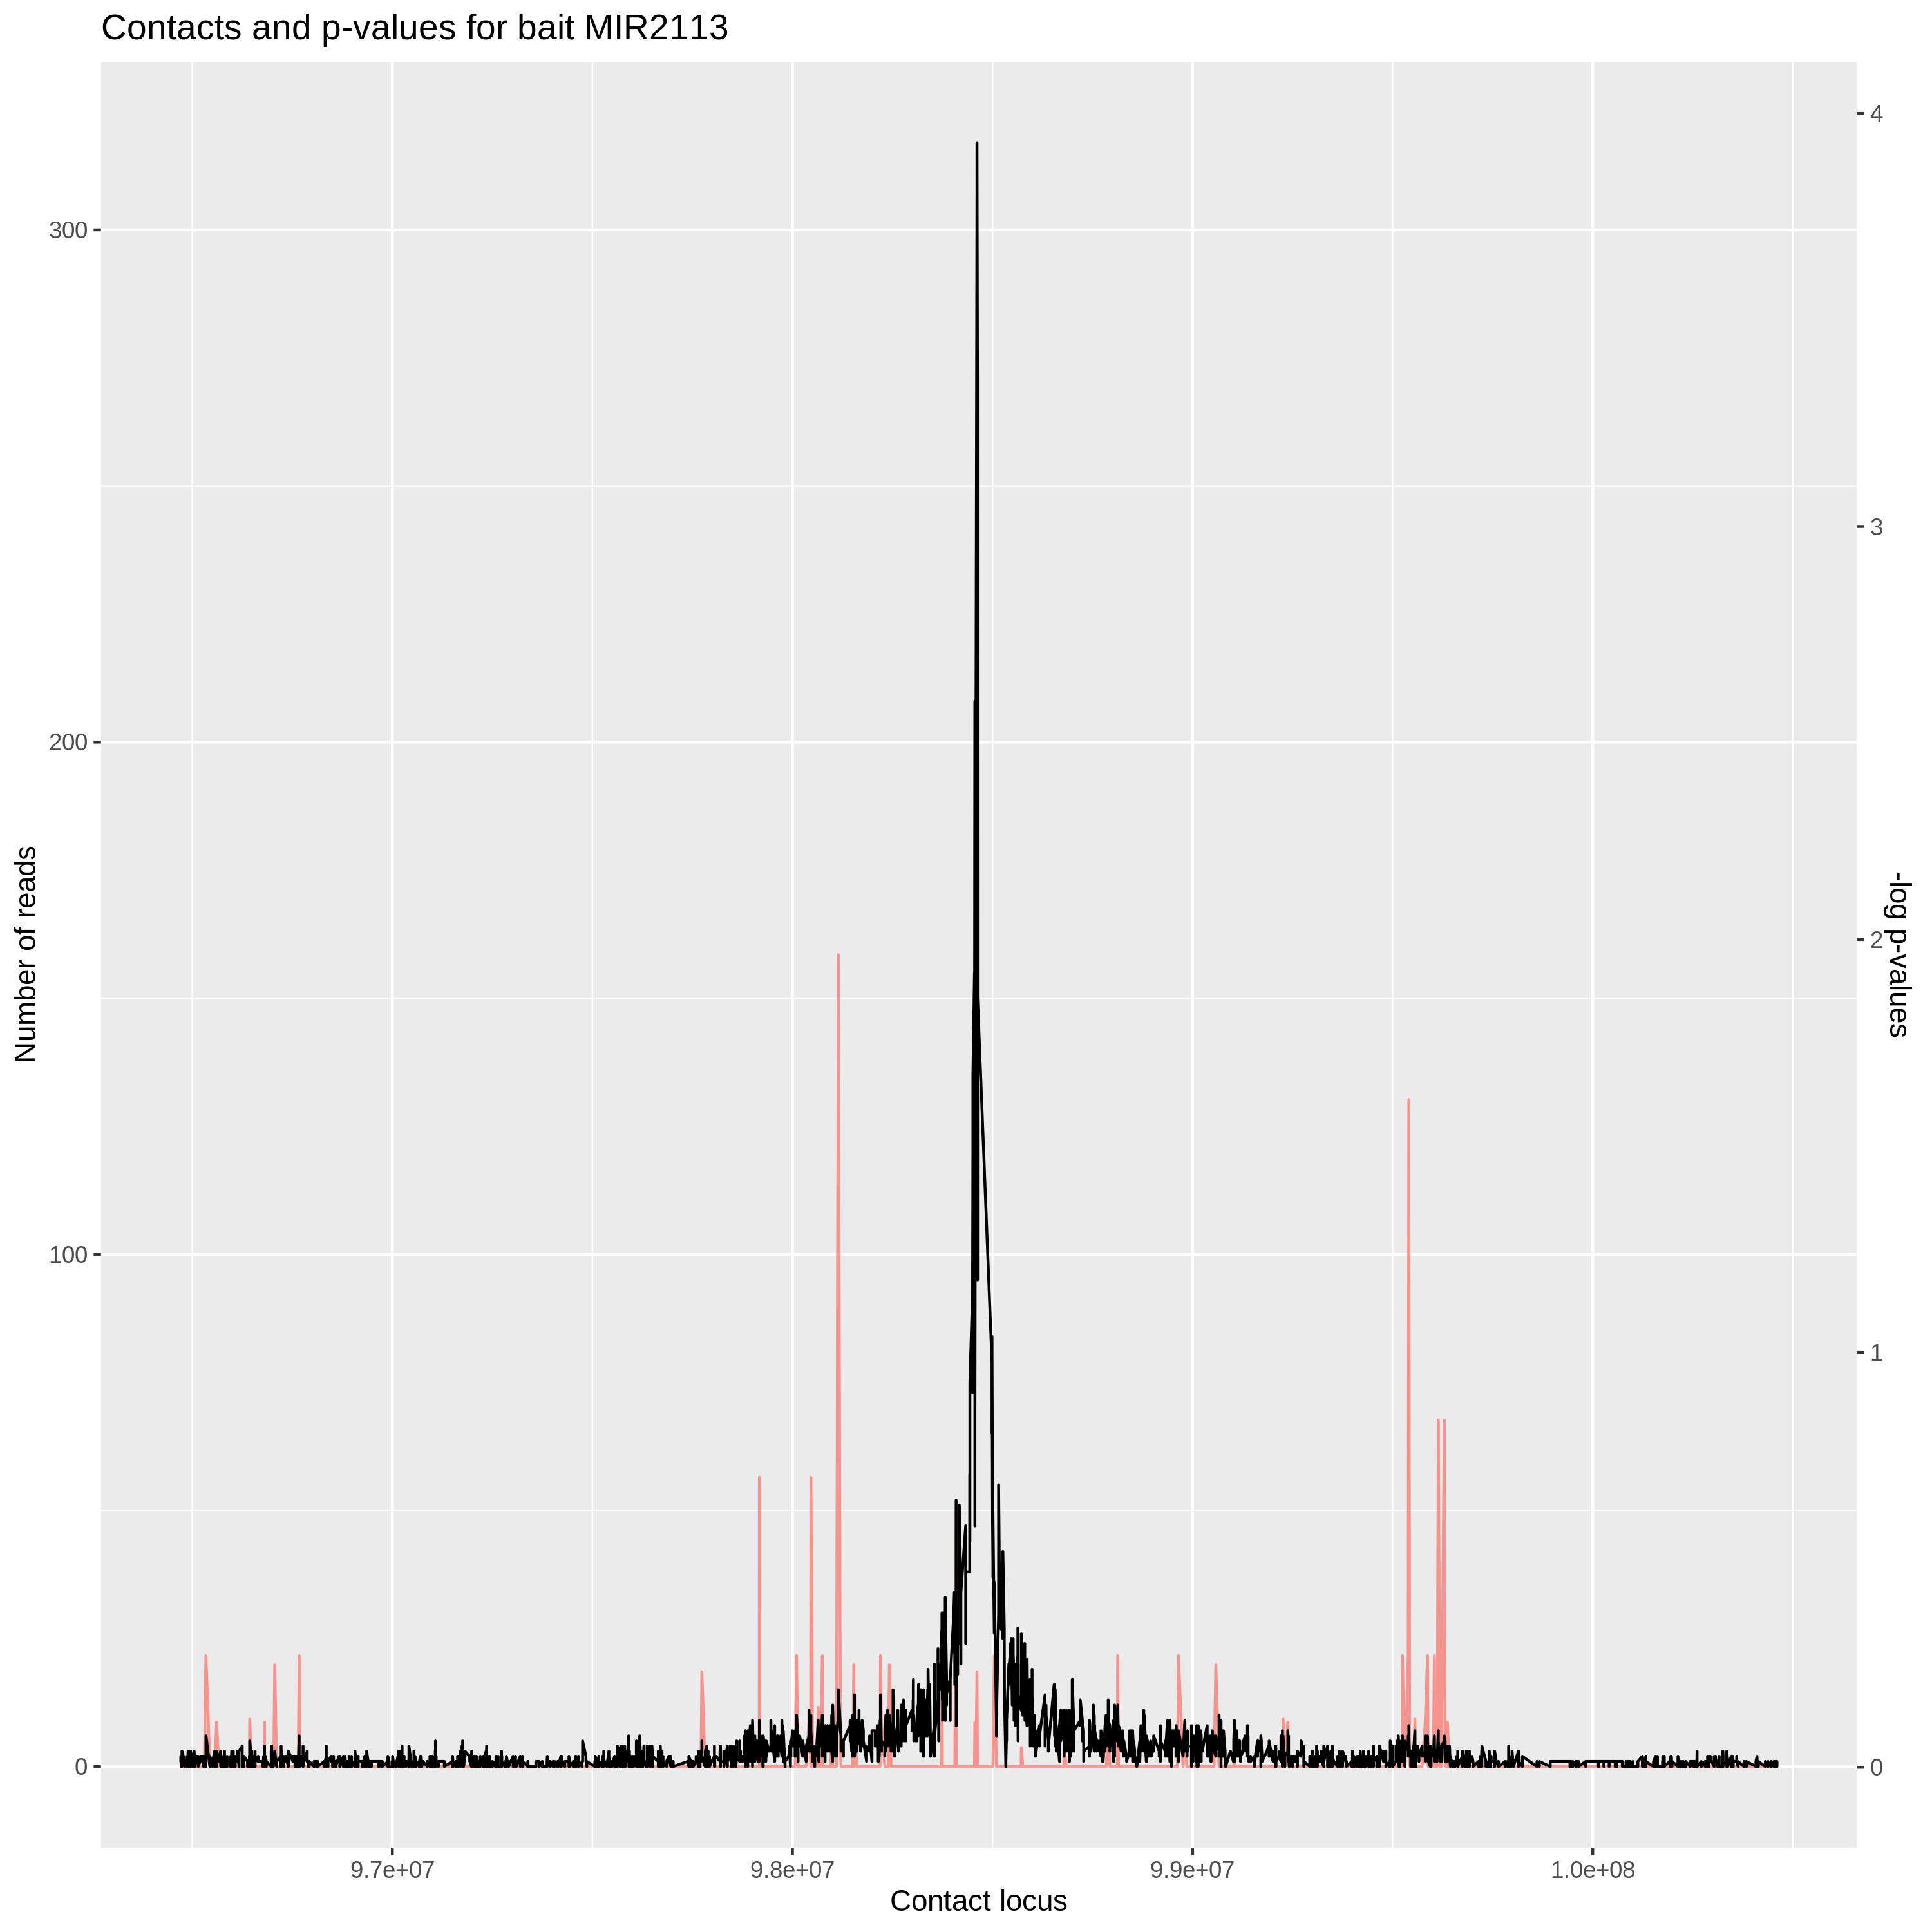 Contacts and p-values for bait MIR2113
4
300
3
200
Number of reads
2
-log p-values
100
1
0
0
9.7e+07
9.8e+07
9.9e+07
1.0e+08
Contact locus